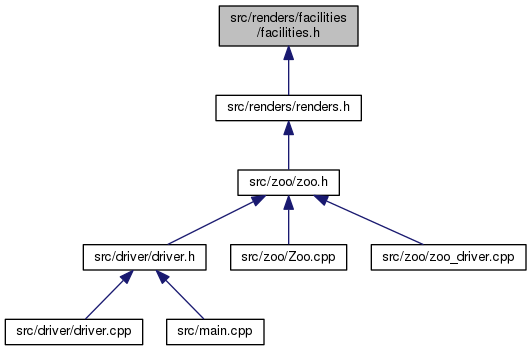 src/renders/facilities
/facilities.h
src/renders/renders.h
src/zoo/zoo.h
src/driver/driver.h
src/zoo/Zoo.cpp
src/zoo/zoo_driver.cpp
src/driver/driver.cpp
src/main.cpp